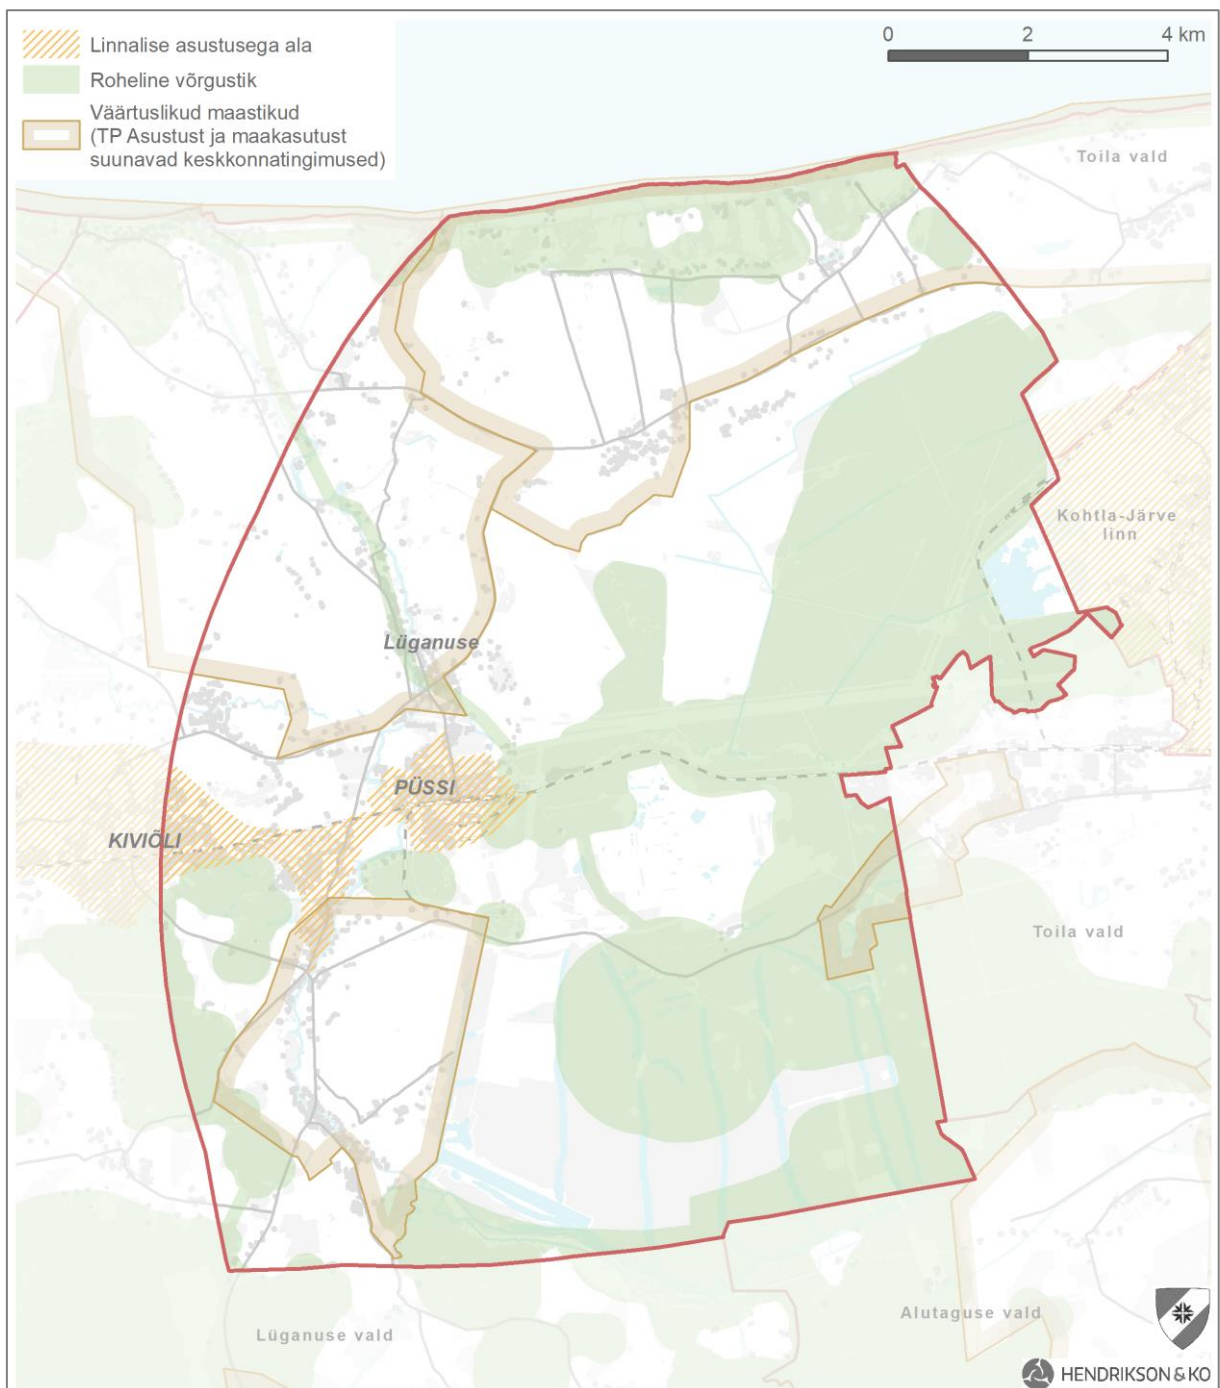 Linnalise asustusega ala
Roheline võrgustik
Väärtuslikud maastikud
(TP Asustust ja maakasutust
suunavad keskkonnatingimused)
0 2 4 km
Toila vald
Kohtla-Järve
linn
Lüganuse
PÜSSI
KIVIÕLI
Toila vald
Alutaguse vald
Lüganuse vald
HENDRIKSON & KO